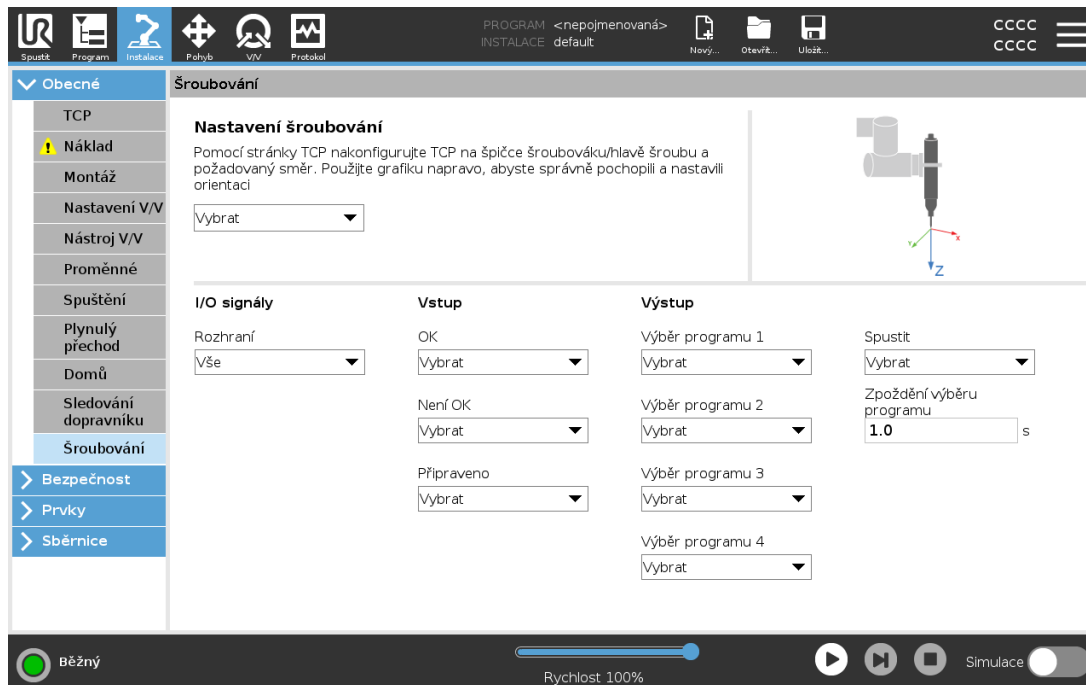 PROGRAM <nepojmenovaná>
INSTALACE default
Spustit
Program
Instalace
Pohyb
V/V
Protokol
Nový...
Otevřít...
Uložit...
CCCC
CCCC
Obecné
TCP
Náklad
Montáž
Nastavení V/V
Nástroj V/V
Proměnné
Spuštění
Plynulý
přechod
Domů
Sledování
dopravníku
Šroubování
Bezpečnost
Prvky
Sběrnice
Šroubování
Nastavení šroubování
Pomocí stránky TCP nakonfigurujte TCP na špičce šroubováku/hlavě šroubu a
požadovaný směr. Použijte grafiku napravo, abyste správně pochopili a nastavili
orientaci
Vybrat
Y
X
Z
I/O signály
Rozhraní
Vše
Vstup
OK
Vybrat
Není OK
Vybrat
Připraveno
Vybrat
Výstup
Výběr programu 1
Vybrat
Výběr programu 2
Vybrat
Výběr programu 3
Vybrat
Výběr programu 4
Vybrat
Spustit
Vybrat
Zpoždění výběru
programu
1.0 s
Běžný
Rychlost 100%
Simulace